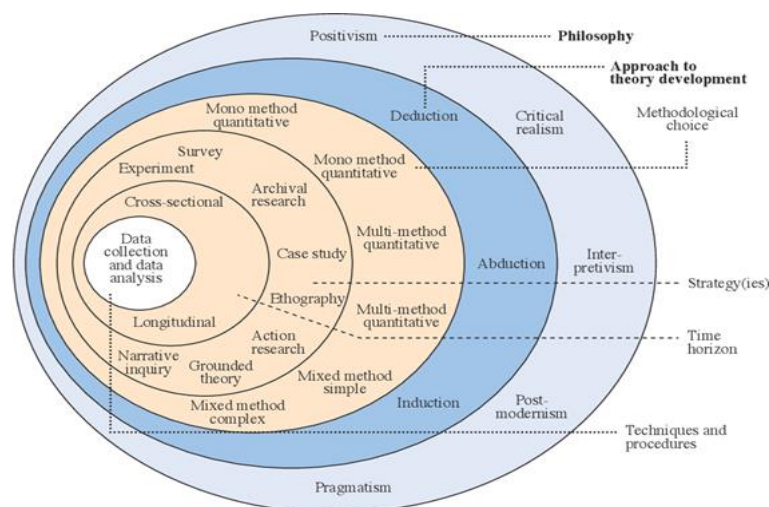 Positivism
Philosophy
Approach to
theory development
Mono method
quantitative
Deduction
Critical
realism
Methodological
choice
Survey
Experiment
Mono method
quantitative
Cross-sectional
Archival
research
Data
collection
and data
analysis
Case study
Multi-method
quantitative
Abduction
Inter-
pretivism
Strategy(ies)
Ethography
Longitudinal
Multi-method
quantitative
Time
horizon
Action
research
Narrative
inquiry
Grounded
theory
Mixed method
simple
Mixed method
complex
Induction
Post-
modernism
Techniques and
procedures
Pragmatism